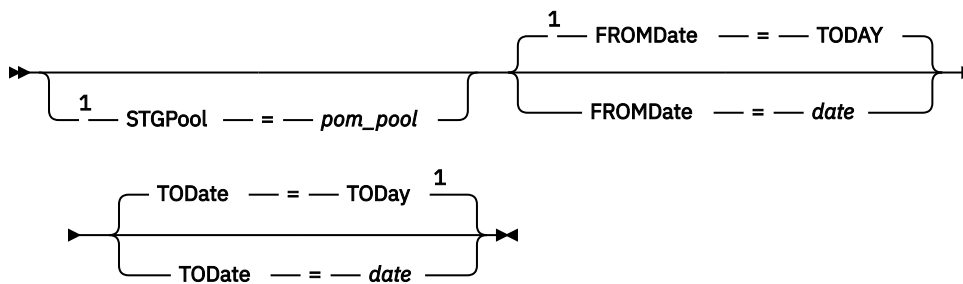 1 FROMDate = TODAY
1 STGPool = pom_pool FROMDate = date
TODate = TODay 1
TODate = date